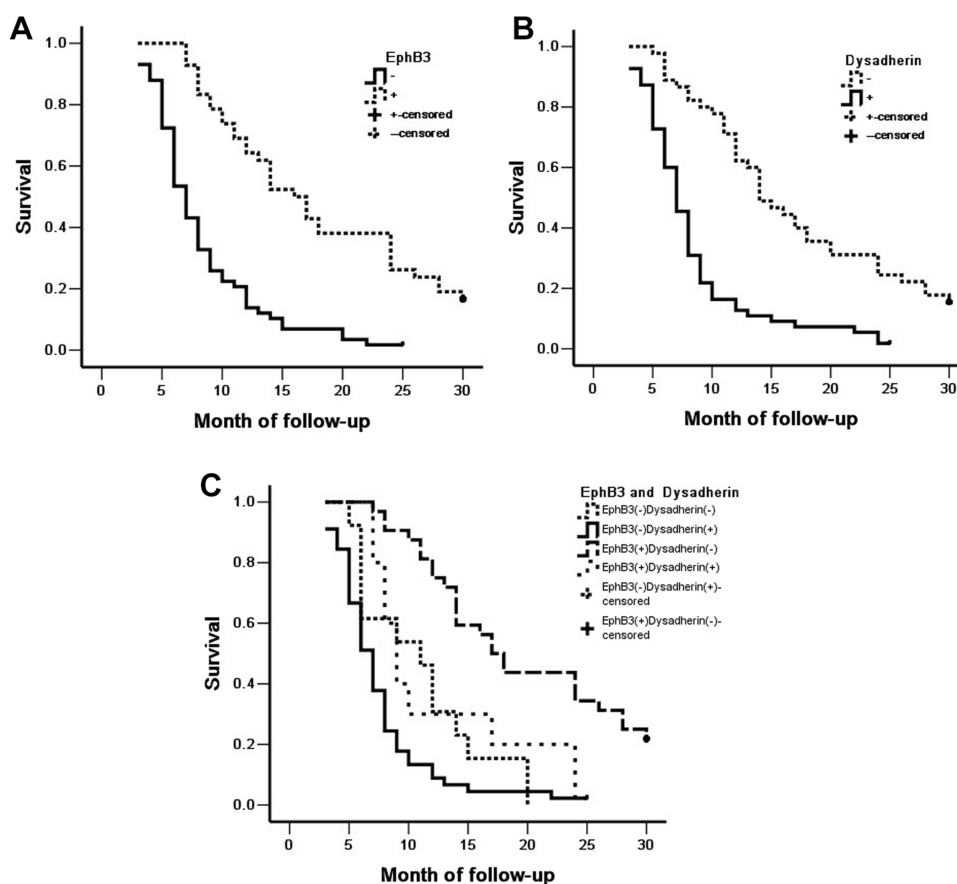 A
EphB3
-
+
+-censored
–-censored
1.0
0.8
0.6
0.4
0.2
0.0
Survival
0 5 10 15 20 25 30
Month of follow-up
B
Dysadherin
-
+
+-censored
–-censored
1.0
0.8
0.6
0.4
0.2
0.0
Survival
0 5 10 15 20 25 30
Month of follow-up
C
EphB3 and Dysadherin
EphB3(-)Dysadherin(-)
EphB3(-)Dysadherin(+)
EphB3(+)Dysadherin(-)
EphB3(+)Dysadherin(+)
EphB3(-)Dysadherin(+)-
censored
EphB3(+)Dysadherin(-)-
censored
1.0
0.8
0.6
0.4
0.2
0.0
Survival
0 5 10 15 20 25 30
Month of follow-up